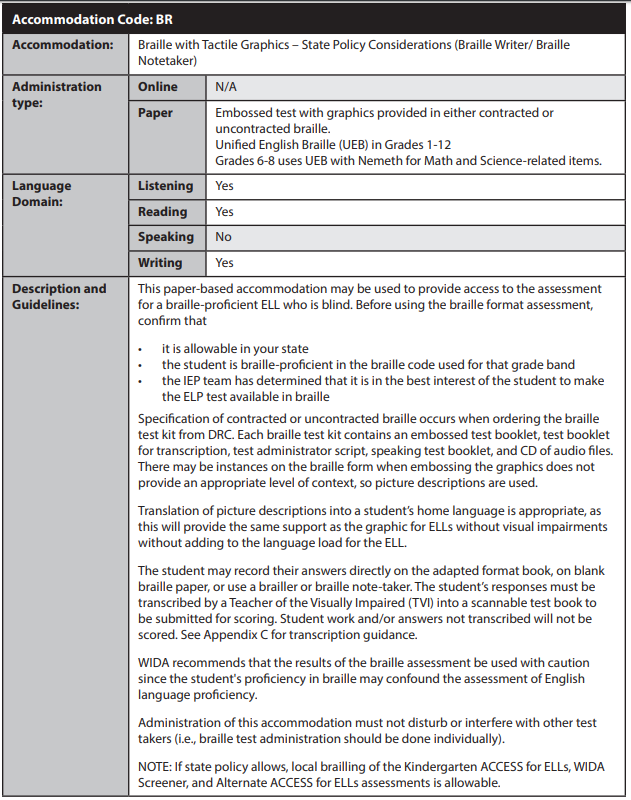 Accommodation Code: BR
Accommodation: Braille with Tactile Graphics – State Policy Considerations (Braille Writer/ Braille
Notetaker)
Administration
type:
Online N/A
Paper Embossed test with graphics provided in either contracted or
uncontracted braille.
Unified English Braille (UEB) in Grades 1-12
Grades 6-8 uses UEB with Nemeth for Math and Science-related items.
Language
Domain:
Listening Yes
Reading Yes
Speaking No
Writing Yes
Description and
Guidelines:
This paper-based accommodation may be used to provide access to the assessment
for a braille-proficient ELL who is blind. Before using the braille format assessment,
confirm that
• it is allowable in your state
• the student is braille-proficient in the braille code used for that grade band
• the IEP team has determined that it is in the best interest of the student to make
the ELP test available in braille
Specification of contracted or uncontracted braille occurs when ordering the braille
test kit from DRC. Each braille test kit contains an embossed test booklet, test booklet
for transcription, test administrator script, speaking test booklet, and CD of audio files.
There may be instances on the braille form when embossing the graphics does not
provide an appropriate level of context, so picture descriptions are used.
Translation of picture descriptions into a student's home language is appropriate, as
this will provide the same support as the graphic for ELLs without visual impairments
without adding to the language load for the ELL.
The student may record their answers directly on the adapted format book, on blank
braille paper, or use a brailler or braille note-taker. The student's responses must be
transcribed by a Teacher of the Visually Impaired (TVI) into a scannable test book to
be submitted for scoring. Student work and/or answers not transcribed will not be
scored. See Appendix C for transcription guidance.
WIDA recommends that the results of the braille assessment be used with caution
since the student's proficiency in braille may confound the assessment of English
language proficiency.
Administration of this accommodation must not disturb or interfere with other test
takers (i.e., braille test administration should be done individually).
NOTE: If state policy allows, local brailling of the Kindergarten ACCESS for ELLs, WIDA
Screener, and Alternate ACCESS for ELLs assessments is allowable.